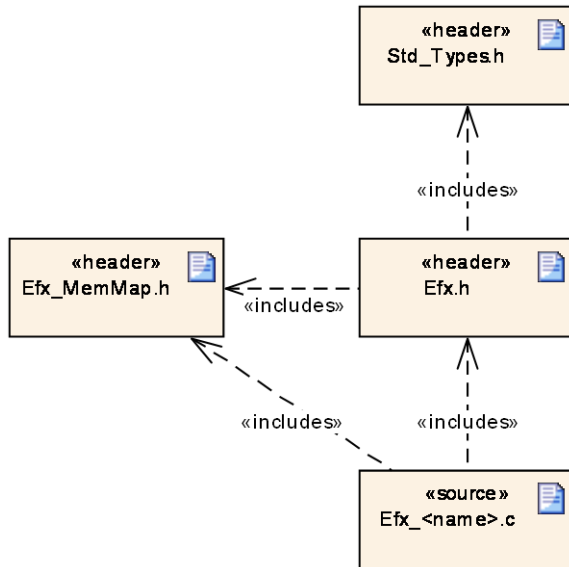 «header»
Std_Types.h
«includes»
«header»
Efx_MemMap.h
«header»
Efx.h
«includes»
«includes»
«includes»
«source»
Efx_<name>.c